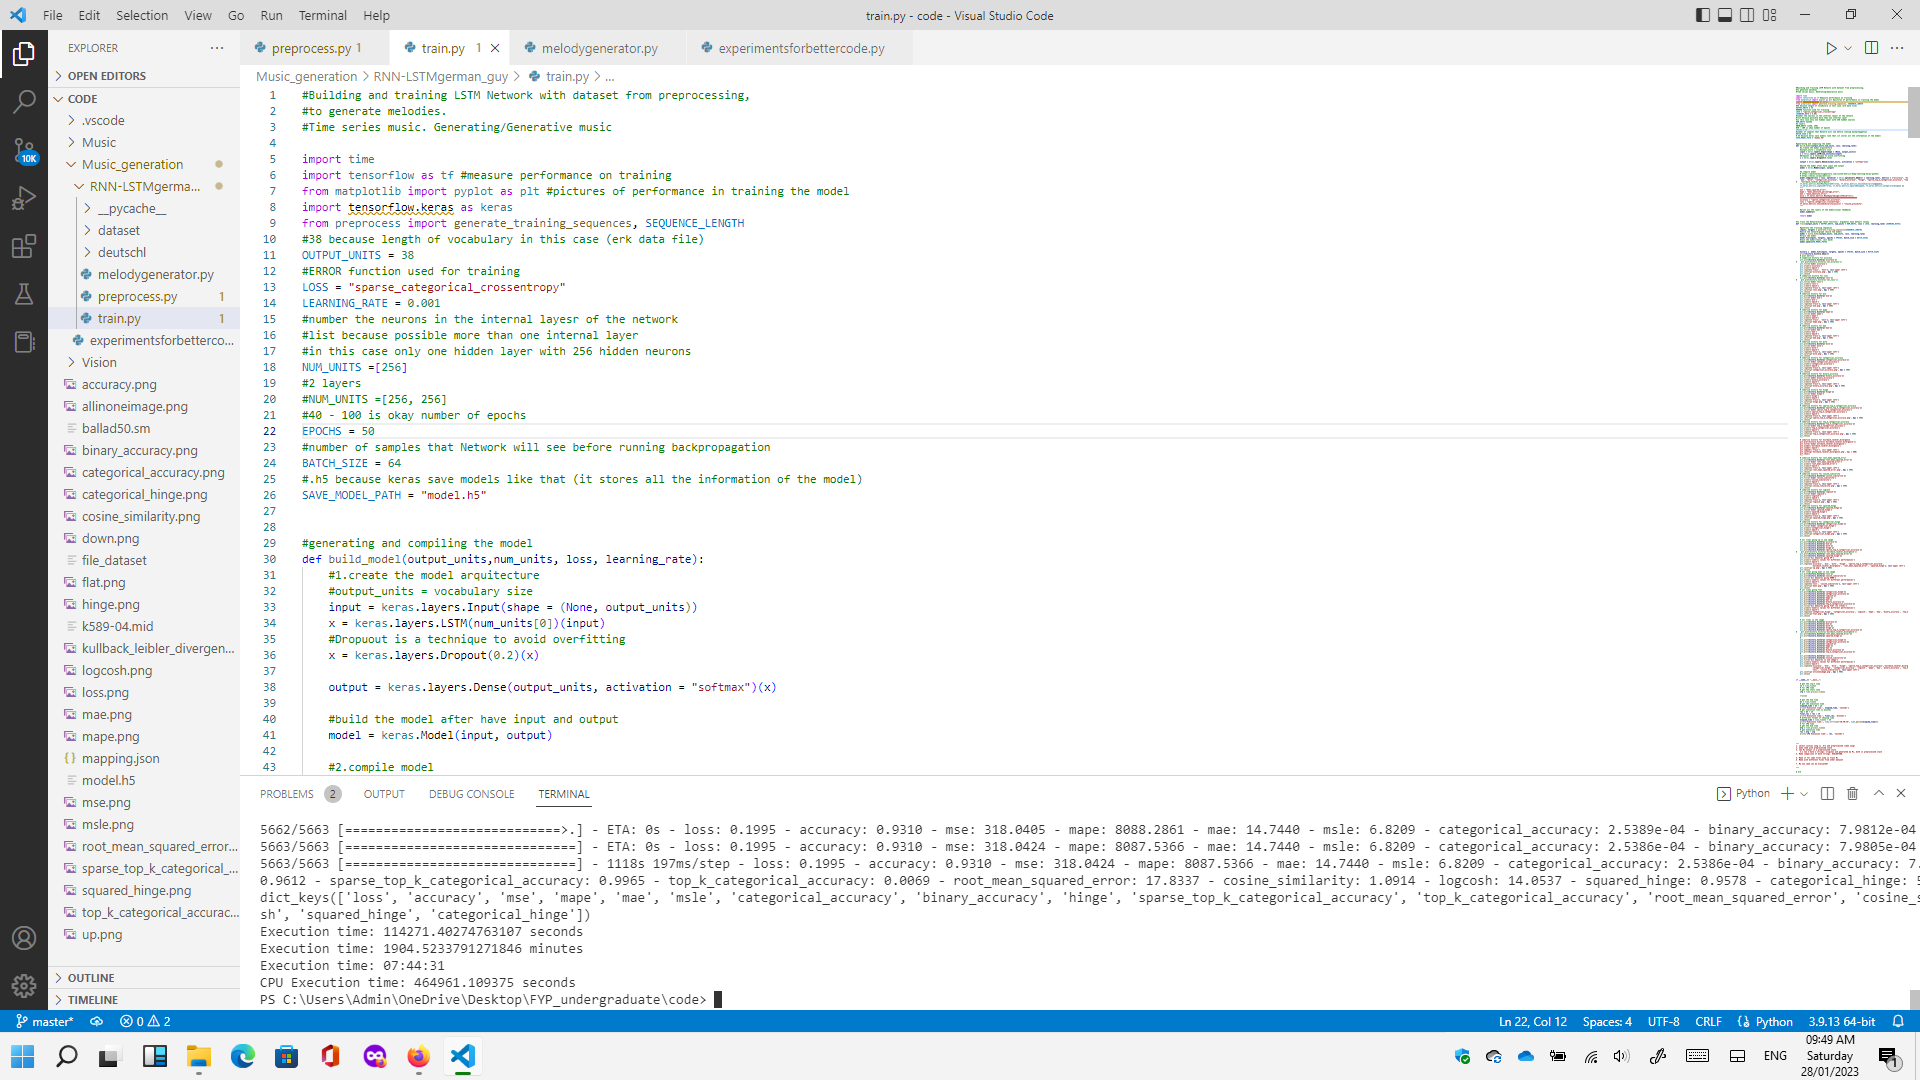 File Edit Selection View Go Run Terminal Help
train.py - code - Visual Studio Code
EXPLORER
preprocess.py 1
train.py 1
melodygenerator.py
experimentsforbettercode.py
OPEN EDITORS
CODE
.vscode
Music
Music_generation
RNN-LSTMgerma...
__pycache__
dataset
deutschl
melodygenerator.py
preprocess.py 1
train.py 1
experimentsforbetterco...
Vision
accuracy.png
allinoneimage.png
ballad50.sm
binary_accuracy.png
categorical_accuracy.png
categorical_hinge.png
cosine_similarity.png
down.png
file_dataset
flat.png
hinge.png
k589-04.mid
kullback_leibler_divergen...
logcosh.png
loss.png
mae.png
mape.png
mapping.json
model.h5
mse.png
msle.png
root_mean_squared_error...
sparse_top_k_categorical_...
squared_hinge.png
top_k_categorical_accurac...
up.png
OUTLINE
TIMELINE
10K
Music_generation > RNN-LSTMgerman_guy > train.py > ...
1 #Building and training LSTM Network with dataset from preprocessing,
2 #to generate melodies.
3 #Time series music. Generating/Generative music
4
5 import time
6 import tensorflow as tf #measure performance on training
7 from matplotlib import pyplot as plt #pictures of performance in training the model
8 import tensorflow.keras as keras
9 from preprocess import generate_training_sequences, SEQUENCE_LENGTH
10 #38 because length of vocabulary in this case (erk data file)
11 OUTPUT_UNITS = 38
12 #ERROR function used for training
13 LOSS = "sparse_categorical_crossentropy"
14 LEARNING_RATE = 0.001
15 #number the neurons in the internal layesr of the network
16 #list because possible more than one internal layer
17 #in this case only one hidden layer with 256 hidden neurons
18 NUM_UNITS =[256]
19 #2 layers
20 #NUM_UNITS =[256, 256]
21 #40 - 100 is okay number of epochs
22 EPOCHS = 50
23 #number of samples that Network will see before running backpropagation
24 BATCH_SIZE = 64
25 #.h5 because keras save models like that (it stores all the information of the model)
26 SAVE_MODEL_PATH = "model.h5"
27
28
29 #generating and compiling the model
30 def build_model(output_units,num_units, loss, learning_rate):
31 #1.create the model arquitecture
32 #output_units = vocabulary size
33 input = keras.layers.Input(shape = (None, output_units))
34 x = keras.layers.LSTM(num_units[0])(input)
35 #Dropuout is a technique to avoid overfitting
36 x = keras.layers.Dropout(0.2)(x)
37
38 output = keras.layers.Dense(output_units, activation = "softmax")(x)
39
40 #build the model after have input and output
41 model = keras.Model(input, output)
42
43 #2.compile model
PROBLEMS 2 OUTPUT DEBUG CONSOLE TERMINAL
Python
5662/5663 [============================>.] - ETA: 0s - loss: 0.1995 - accuracy: 0.9310 - mse: 318.0405 - mape: 8088.2861 - mae: 14.7440 - msle: 6.8209 - categorical_accuracy: 2.5389e-04 - binary_accuracy: 7.9812e-04
5663/5663 [==============================] - ETA: 0s - loss: 0.1995 - accuracy: 0.9310 - mse: 318.0424 - mape: 8087.5366 - mae: 14.7440 - msle: 6.8209 - categorical_accuracy: 2.5386e-04 - binary_accuracy: 7.9805e-04
5663/5663 [==============================] - 1118s 197ms/step - loss: 0.1995 - accuracy: 0.9310 - mse: 318.0424 - mape: 8087.5366 - mae: 14.7440 - msle: 6.8209 - categorical_accuracy: 2.5386e-04 - binary_accuracy: 7.
0.9612 - sparse_top_k_categorical_accuracy: 0.9965 - top_k_categorical_accuracy: 0.0069 - root_mean_squared_error: 17.8337 - cosine_similarity: 1.0914 - logcosh: 14.0537 - squared_hinge: 0.9578 - categorical_hinge: 5
dict_keys(['loss', 'accuracy', 'mse', 'mape', 'mae', 'msle', 'categorical_accuracy', 'binary_accuracy', 'hinge', 'sparse_top_k_categorical_accuracy', 'top_k_categorical_accuracy', 'root_mean_squared_error', 'cosine_s
sh', 'squared_hinge', 'categorical_hinge'])
Execution time: 114271.40274763107 seconds
Execution time: 1904.5233791271846 minutes
Execution time: 07:44:31
CPU Execution time: 464961.109375 seconds
PS C:\Users\Admin\OneDrive\Desktop\FYP_undergraduate\code>
master* 0 2
Ln 22, Col 12 Spaces: 4 UTF-8 CRLF Python 3.9.13 64-bit
ENG
09:49 AM
Saturday
28/01/2023
1